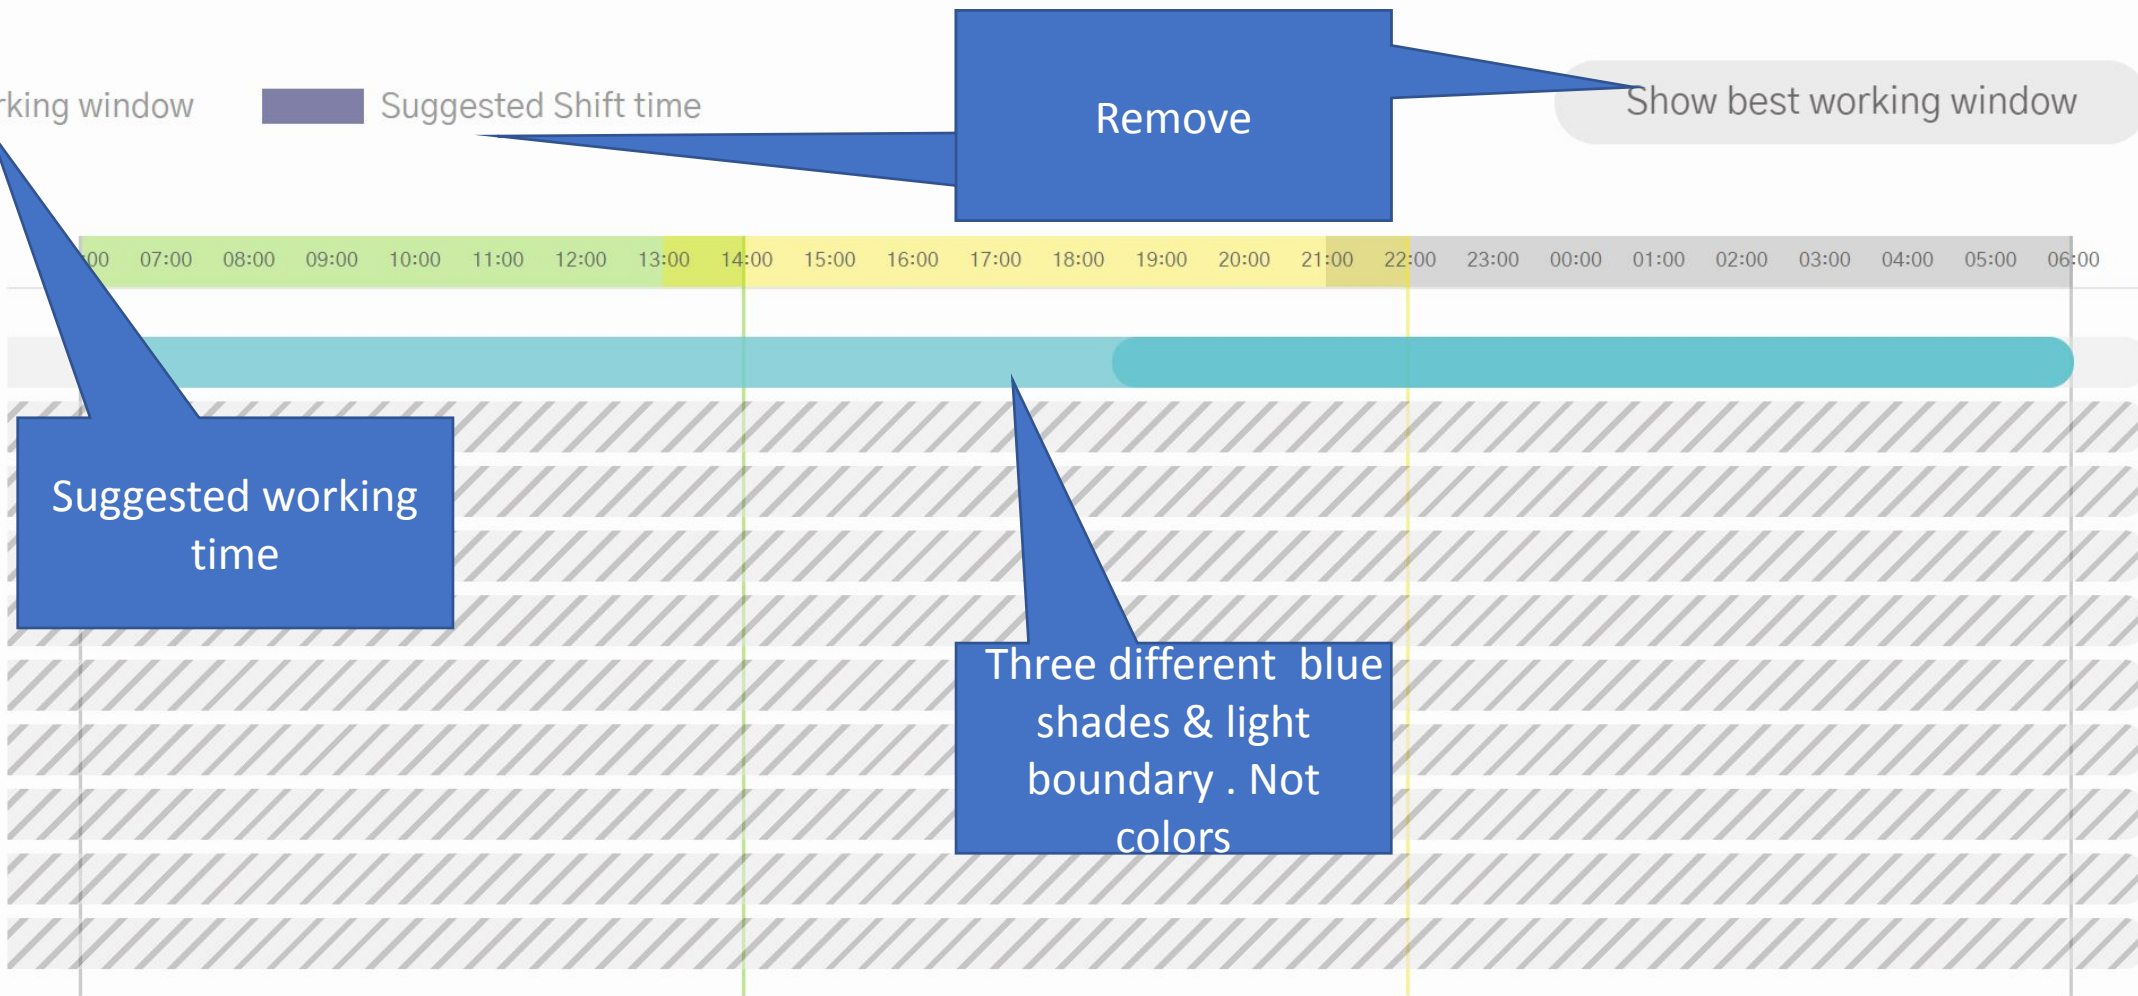 Remove
rking window
Suggested Shift time
Show best working window
:00 07:00 08:00 09:00 10:00 11:00 12:00 13:00 14:00 15:00 16:00 17:00 18:00 19:00 20:00 21:00 22:00 23:00 00:00 01:00 02:00 03:00 04:00 05:00 06:00
Suggested working
time
Three different  blue
shades & light
boundary . Not
colors